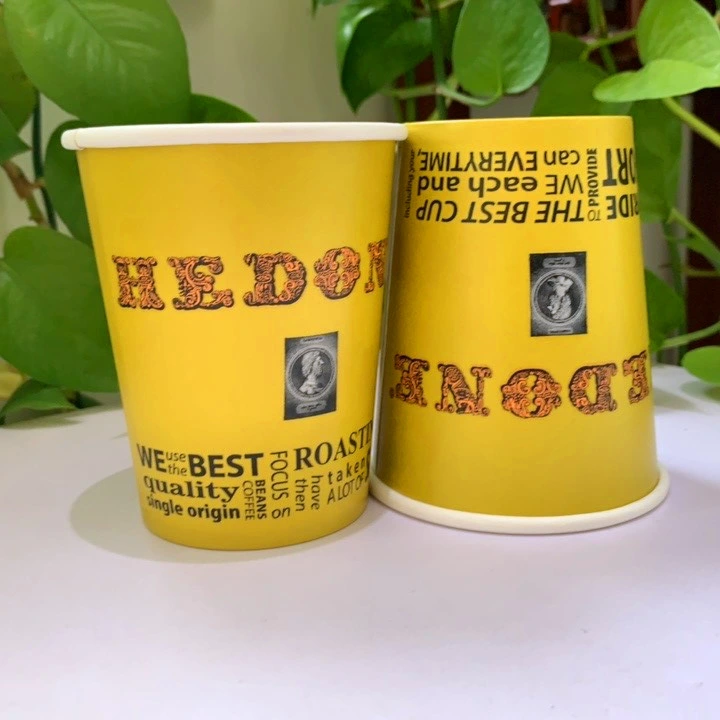 HEDON
WE use the BEST
quality
single origin
COFFEE
BEANS
FOCUS on
ROASTI
then
have
taken
A LOT OF
including your
can EVERYTIME,
WE each and
THE BEST CUP
TO PROVIDE
RIDE
ORT
EDONE.